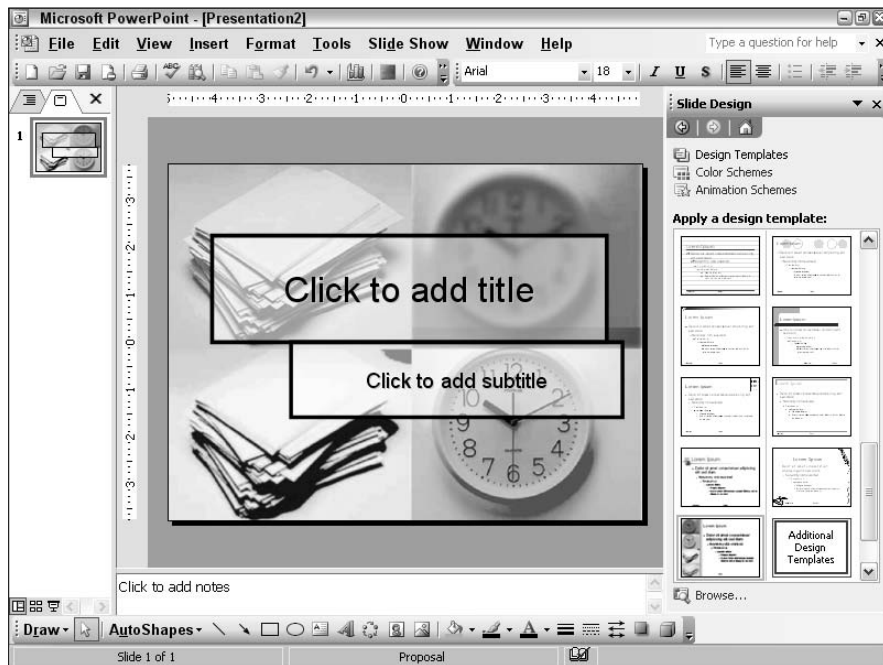 Microsoft PowerPoint - [Presentation2]
File Edit View Insert Format Tools Slide Show Window Help
Type a question for help
Arial 18 I U S
Slide Design
Design Templates
Color Schemes
Animation Schemes
Apply a design template:
1
Click to add title
Click to add subtitle
Additional
Design
Templates
Browse...
Click to add notes
Draw AutoShapes
Slide 1 of 1 Proposal